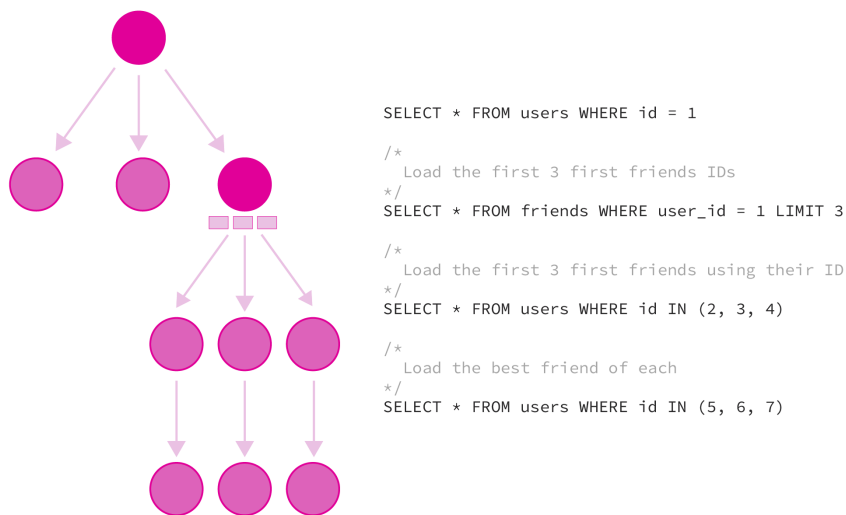 SELECT * FROM users WHERE id = 1
/*
Load the first 3 first friends IDs
*/
SELECT * FROM friends WHERE user_id = 1 LIMIT 3
/*
Load the first 3 first friends using their ID
*/
SELECT * FROM users WHERE id IN (2, 3, 4)
/*
Load the best friend of each
*/
SELECT * FROM users WHERE id IN (5, 6, 7)